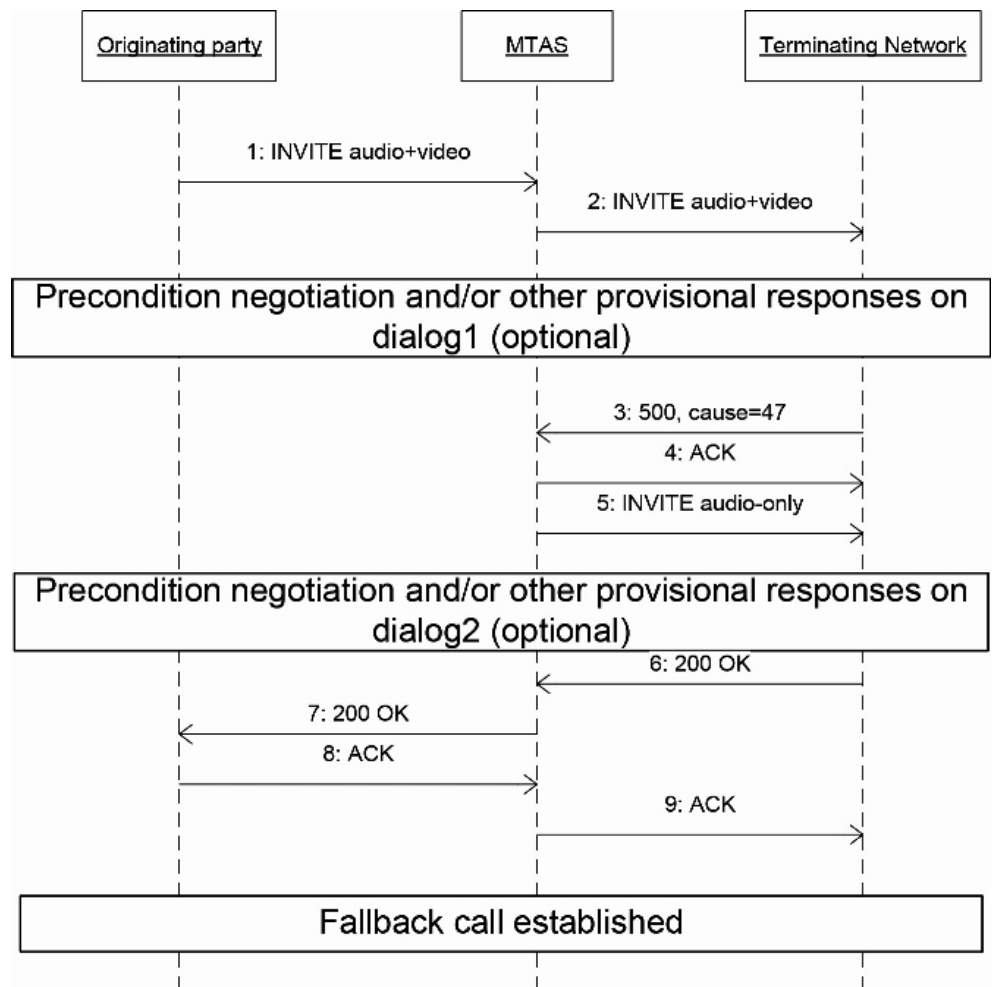 Originating party
MTAS
Terminating Network
1: INVITE audio+video
2: INVITE audio+video
Precondition negotiation and/or other provisional responses on
dialog1 (optional)
3: 500, cause=47
4: ACK
5: INVITE audio-only
Precondition negotiation and/or other provisional responses on
dialog2 (optional)
6: 200 OK
7: 200 OK
8: ACK
9: ACK
Fallback call established